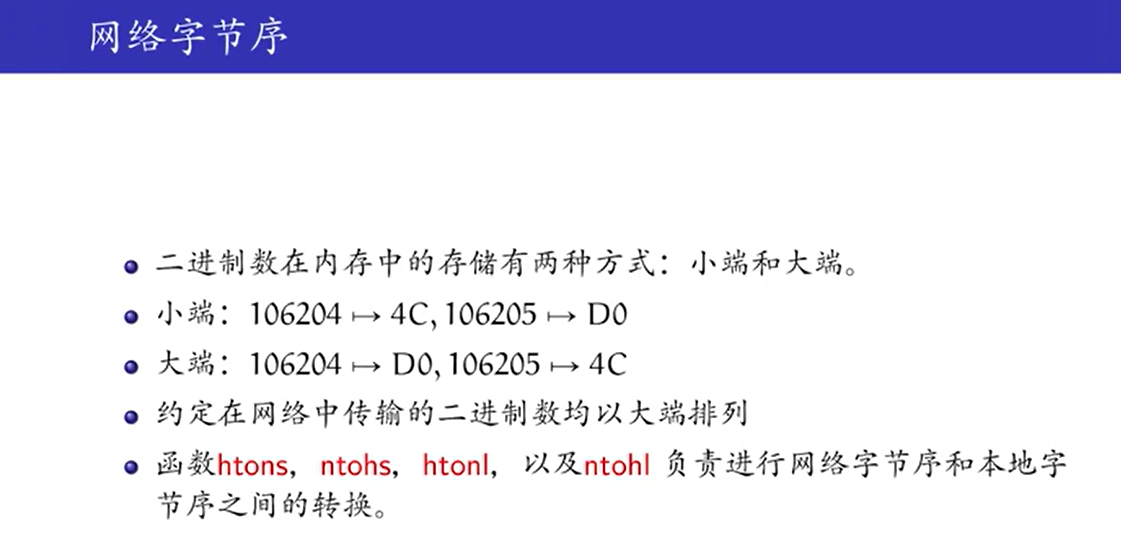 网络字节序
二进制数在内存中的存储有两种方式：小端和大端。
小端：106204 ↦ 4C, 106205 ↦ D0
大端：106204 ↦ D0, 106205 ↦ 4C
约定在网络中传输的二进制数均以大端排列
函数htons，ntohs，htonl，以及ntohl 负责进行网络字节序和本地字
节序之间的转换。